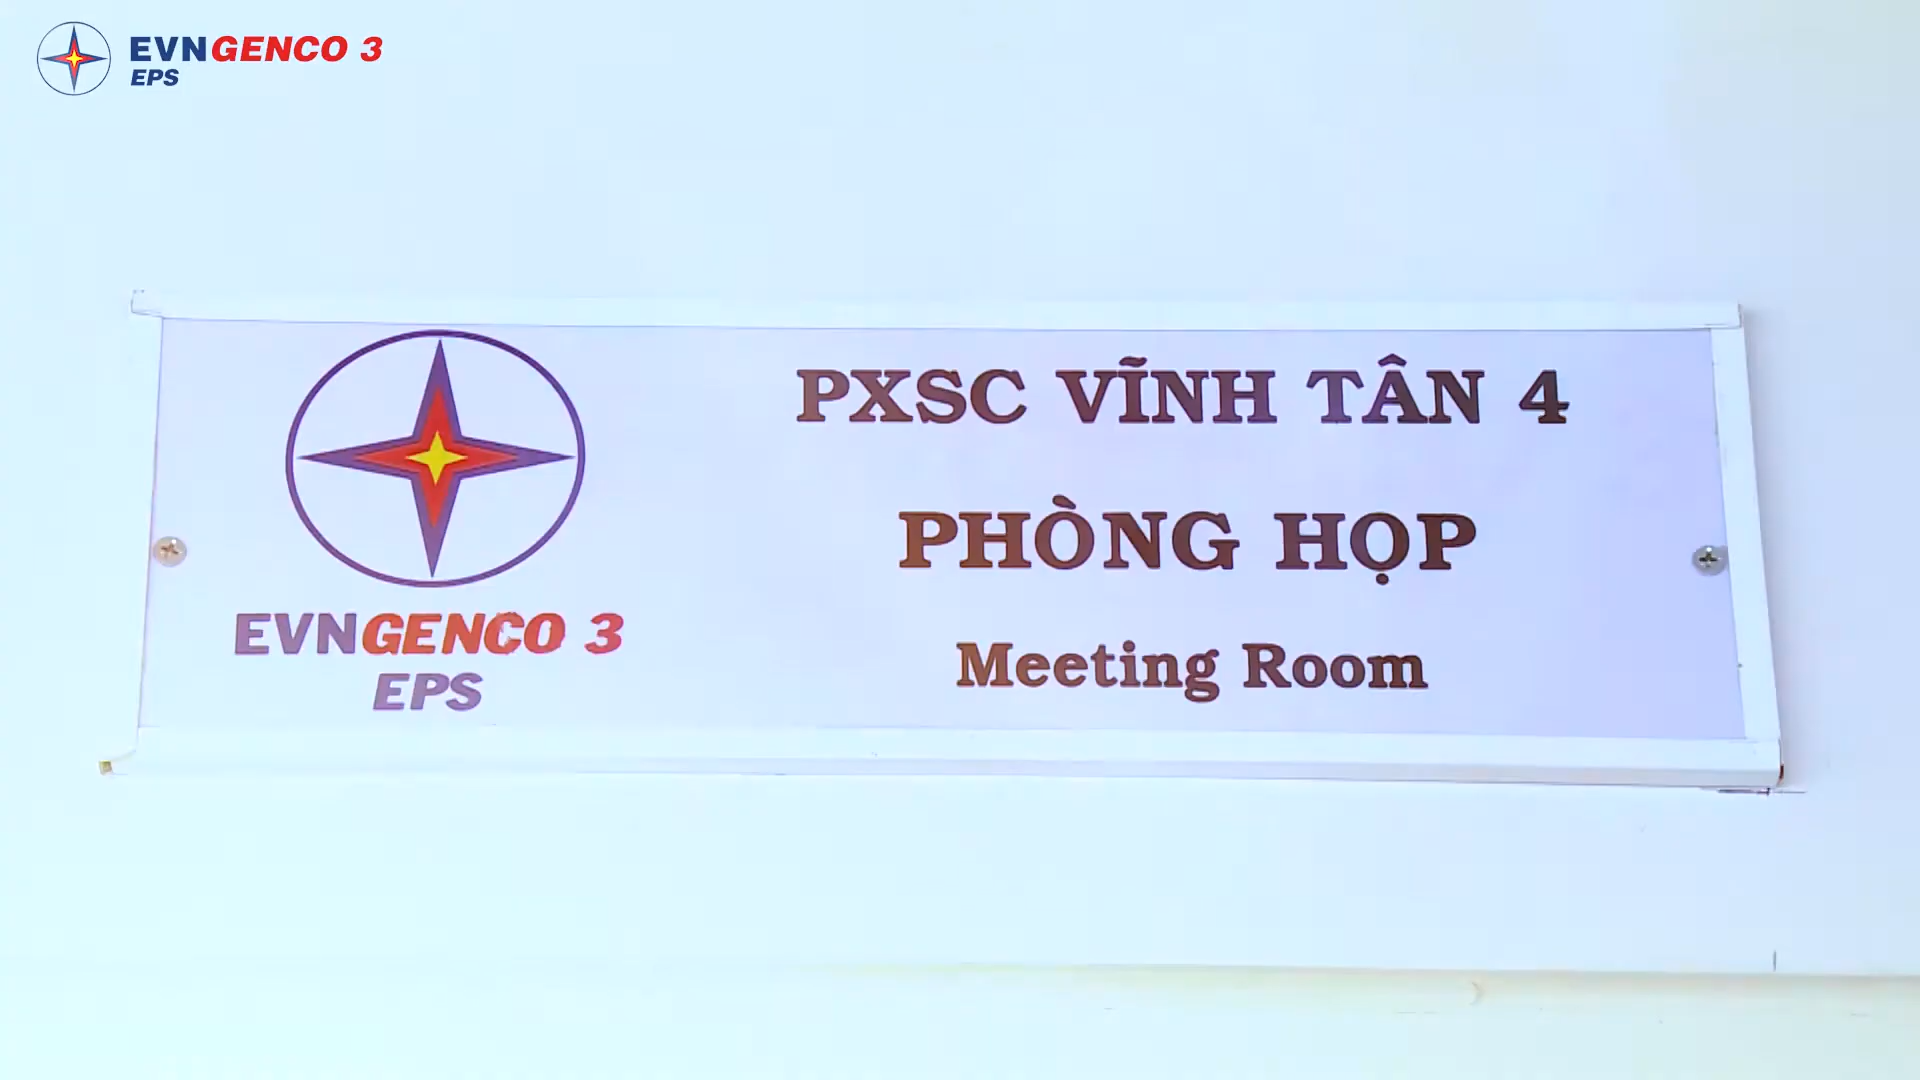 EVNGENCO 3
EPS
PXSC VĨNH TÂN 4
PHÒNG HỌP
Meeting Room
EVNGENCO 3
EPS